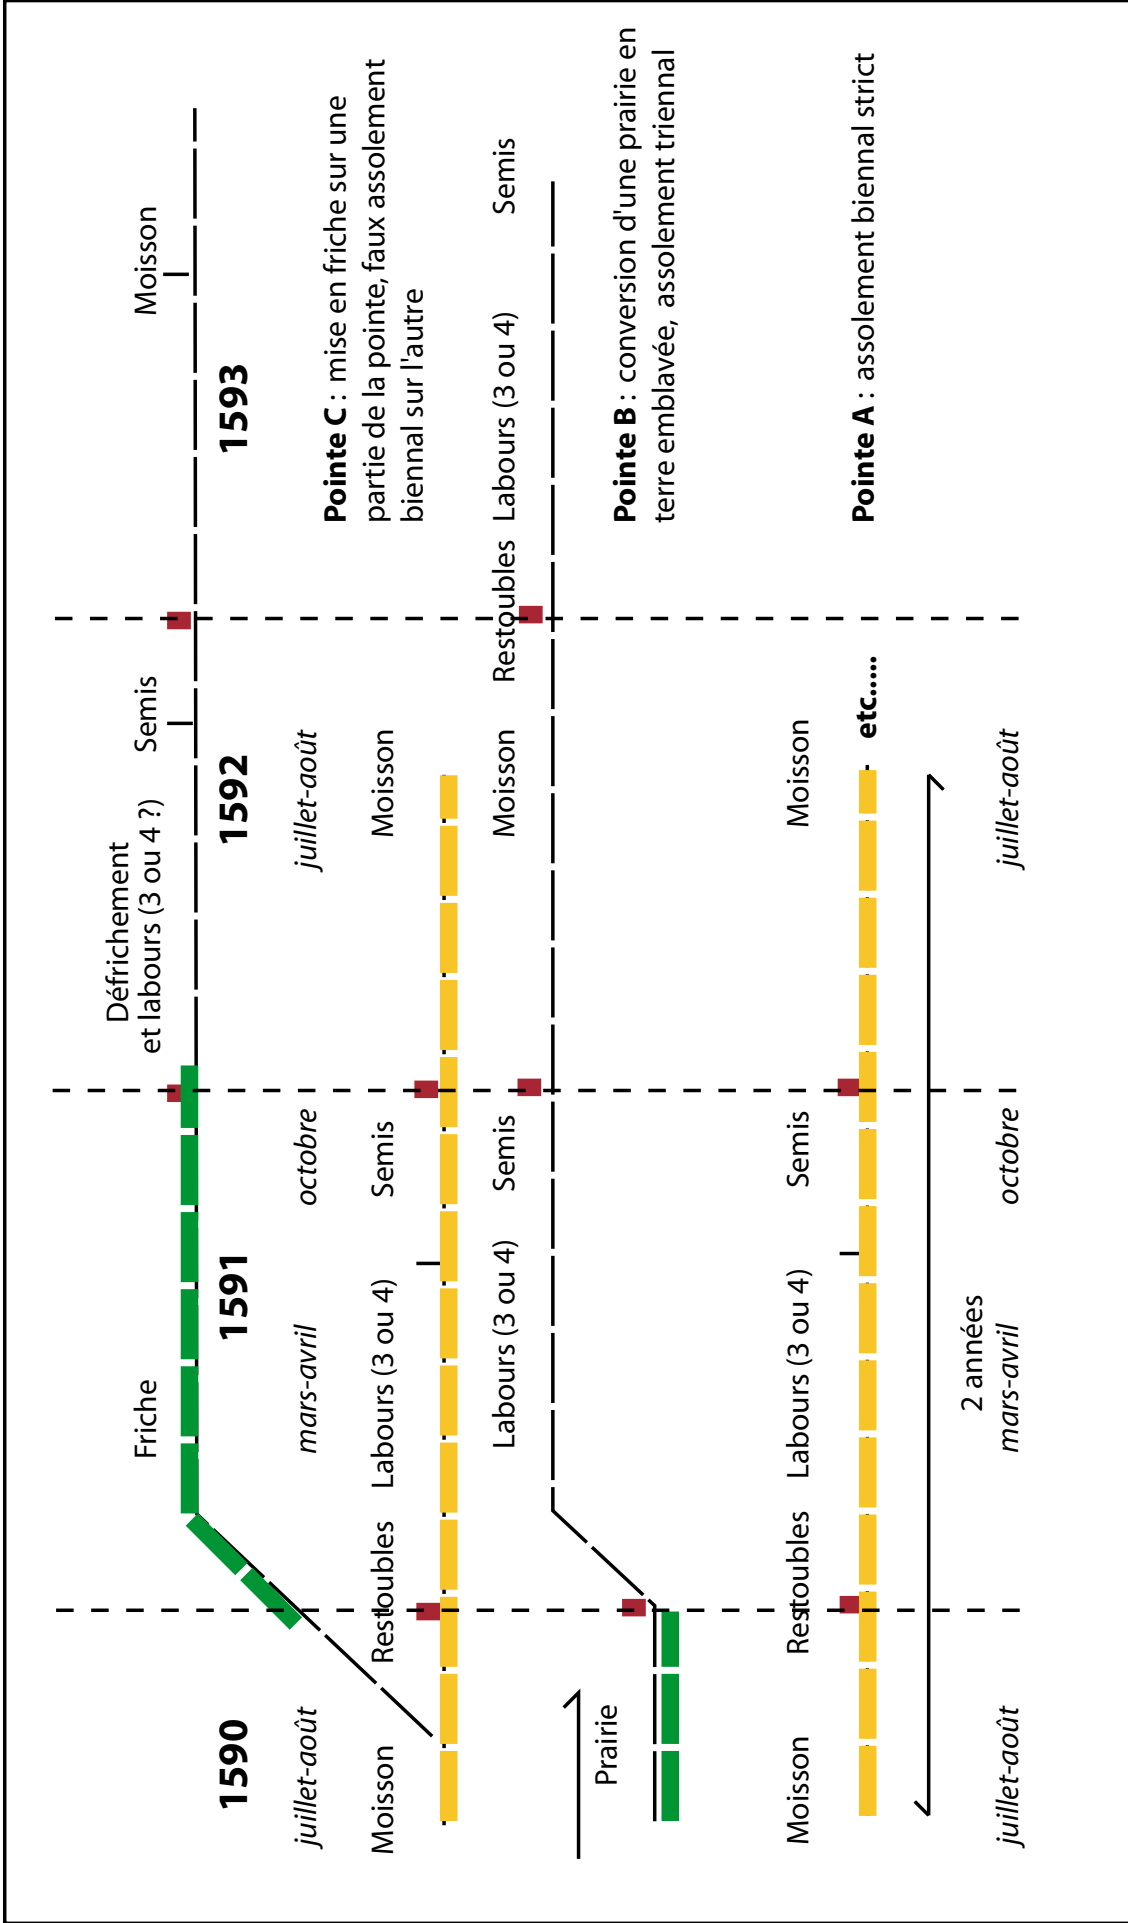 Défrichement
Friche
et labours (3 ou 4 ?)
Semis
Moisson
1590
1591
1592
1593
juillet-août
mars-avril
octobre
juillet-août
Pointe C : mise en friche sur une
partie de la pointe, faux assolement
biennal sur l'autre
Moisson
Restoubles
Labours (3 ou 4)
Semis
Moisson
Labours (3 ou 4)
Semis
Moisson
Restoubles
Labours (3 ou 4)
Semis
Prairie
Pointe B : conversion d'une prairie en
terre emblavée, assolement triennal
Moisson
Restoubles
Labours (3 ou 4)
Semis
Moisson
Pointe A : assolement biennal strict
etc.....
2 années
juillet-août
mars-avril
octobre
juillet-août